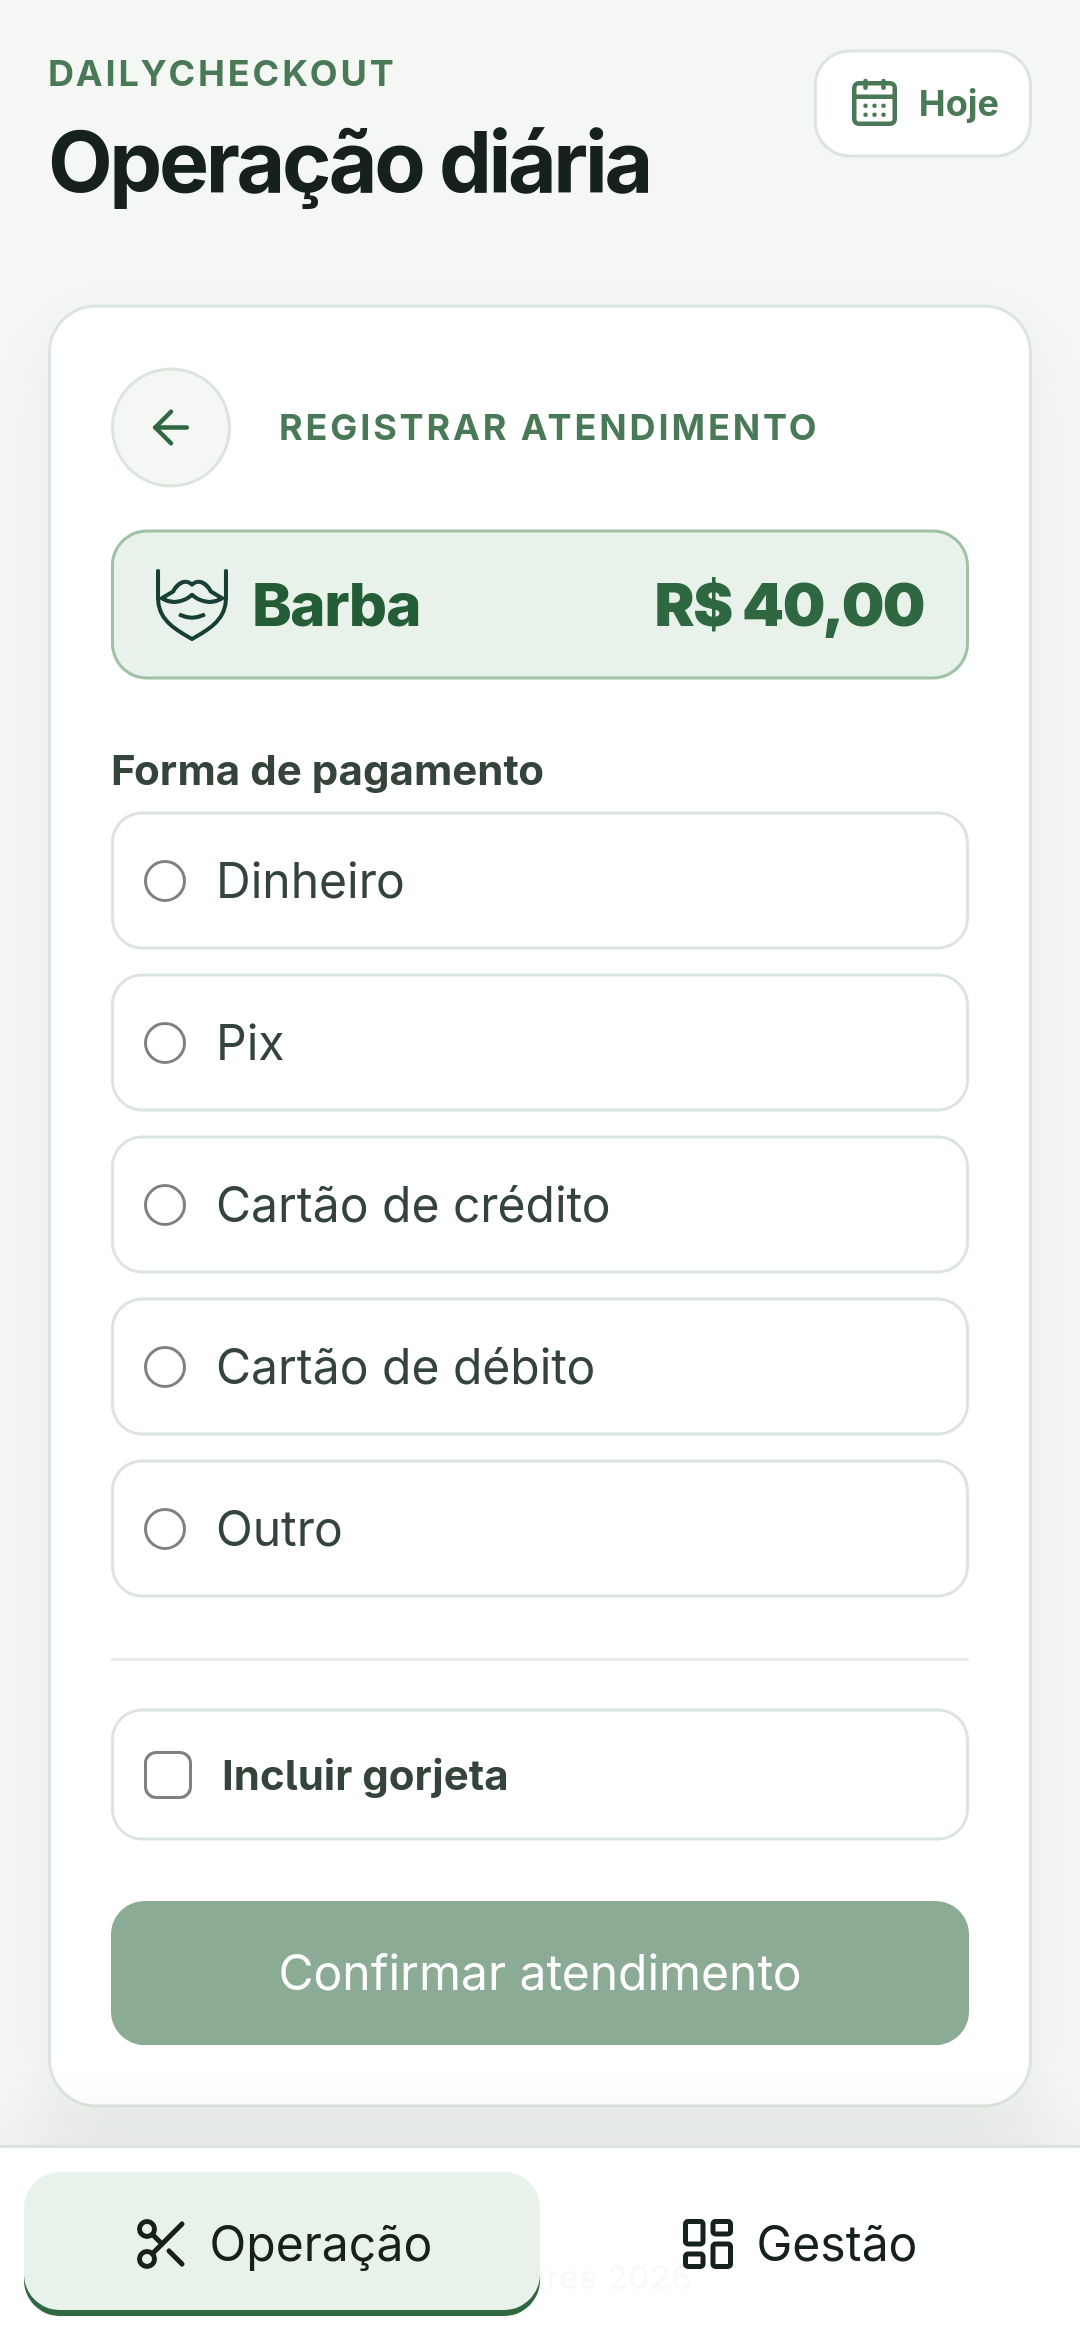 DAILYCHECKOUT
Operação diária
Hoje
REGISTRAR ATENDIMENTO
Barba
R$ 40,00
Forma de pagamento
Dinheiro
Pix
Cartão de crédito
Cartão de débito
Outro
Incluir gorjeta
Confirmar atendimento
Operação
Gestão
2026